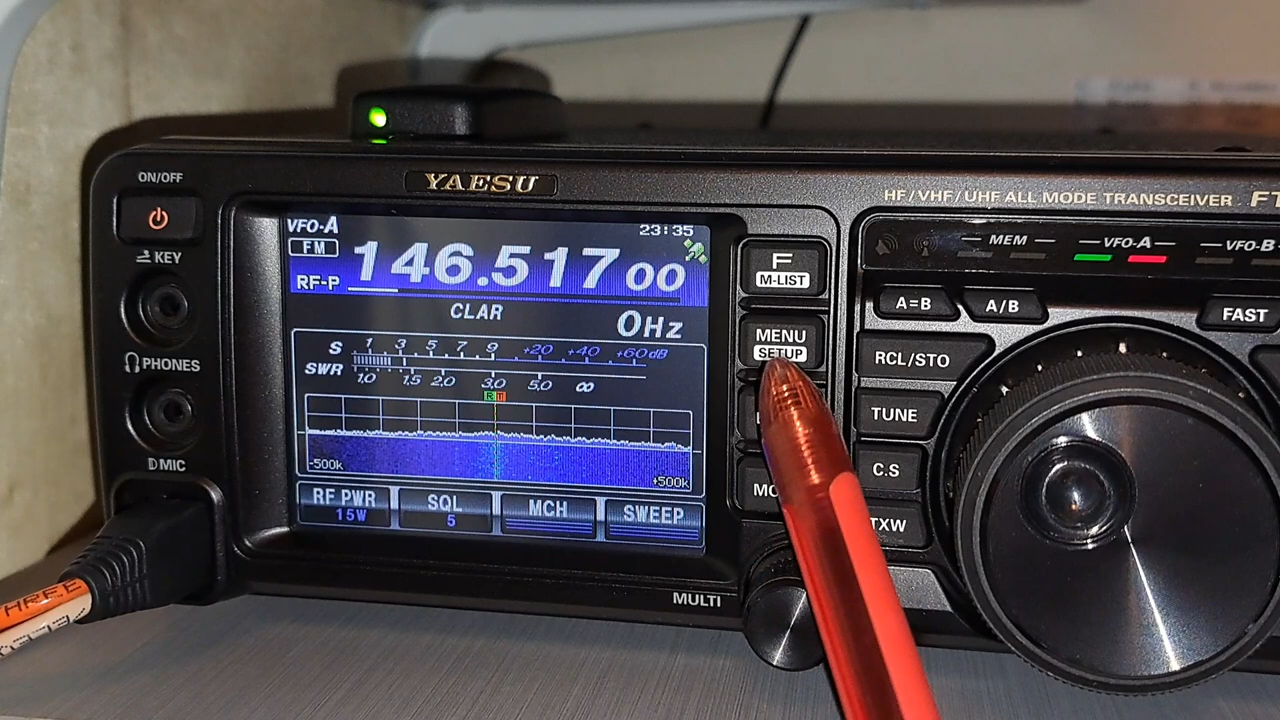 ON/OFF
YAESU
HF/VHF/UHF ALL MODE TRANSCEIVER FT
KEY
PHONES
MIC
VFO-A
23:35
FM
146.517 00
RF-P
CLAR
0Hz
S 1 3 5 7 9 +20 +40 +60dB
SWR 1.0 1.5 2.0 3.0 5.0 ∞
R T
-500k
+500k
RF PWR
15W
SQL
5
MCH
SWEEP
MULTI
F
M-LIST
MENU
SETUP
MEM
VFO-A
VFO-B
A=B
A/B
FAST
RCL/STO
TUNE
C.S
TXW